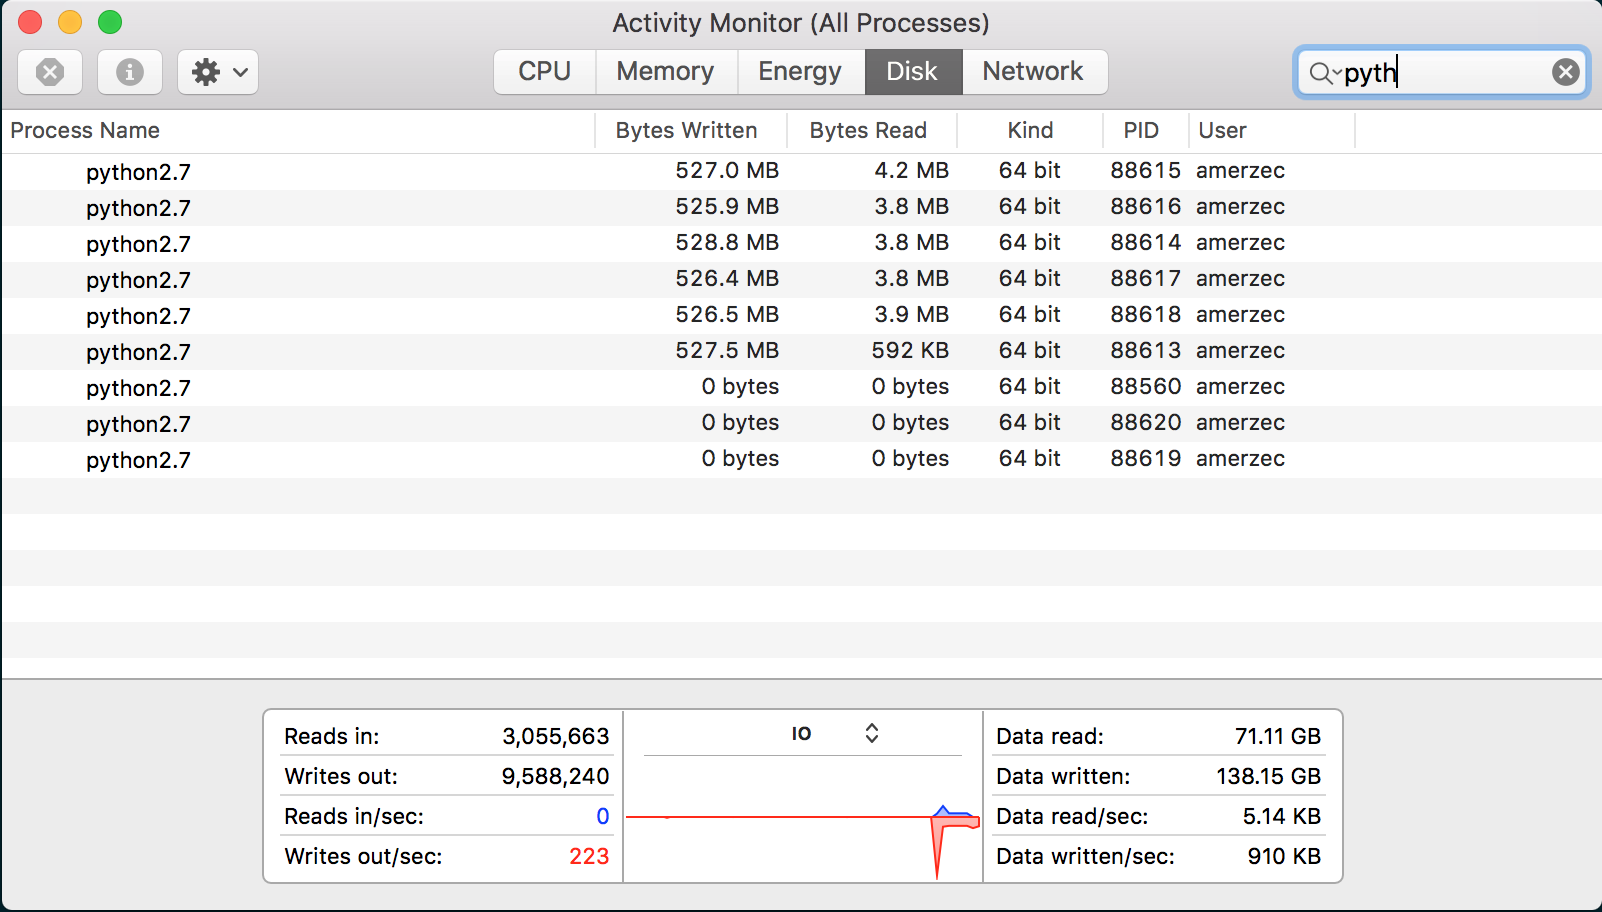 Activity Monitor (All Processes)
CPU Memory Energy Disk Network pyth
Process Name Bytes Written Bytes Read Kind PID User
python2.7 527.0 MB 4.2 MB 64 bit 88615 amerzec
python2.7 525.9 MB 3.8 MB 64 bit 88616 amerzec
python2.7 528.8 MB 3.8 MB 64 bit 88614 amerzec
python2.7 526.4 MB 3.8 MB 64 bit 88617 amerzec
python2.7 526.5 MB 3.9 MB 64 bit 88618 amerzec
python2.7 527.5 MB 592 KB 64 bit 88613 amerzec
python2.7 0 bytes 0 bytes 64 bit 88560 amerzec
python2.7 0 bytes 0 bytes 64 bit 88620 amerzec
python2.7 0 bytes 0 bytes 64 bit 88619 amerzec
Reads in: 3,055,663 IO Data read: 71.11 GB
Writes out: 9,588,240 Data written: 138.15 GB
Reads in/sec: 0 Data read/sec: 5.14 KB
Writes out/sec: 223 Data written/sec: 910 KB